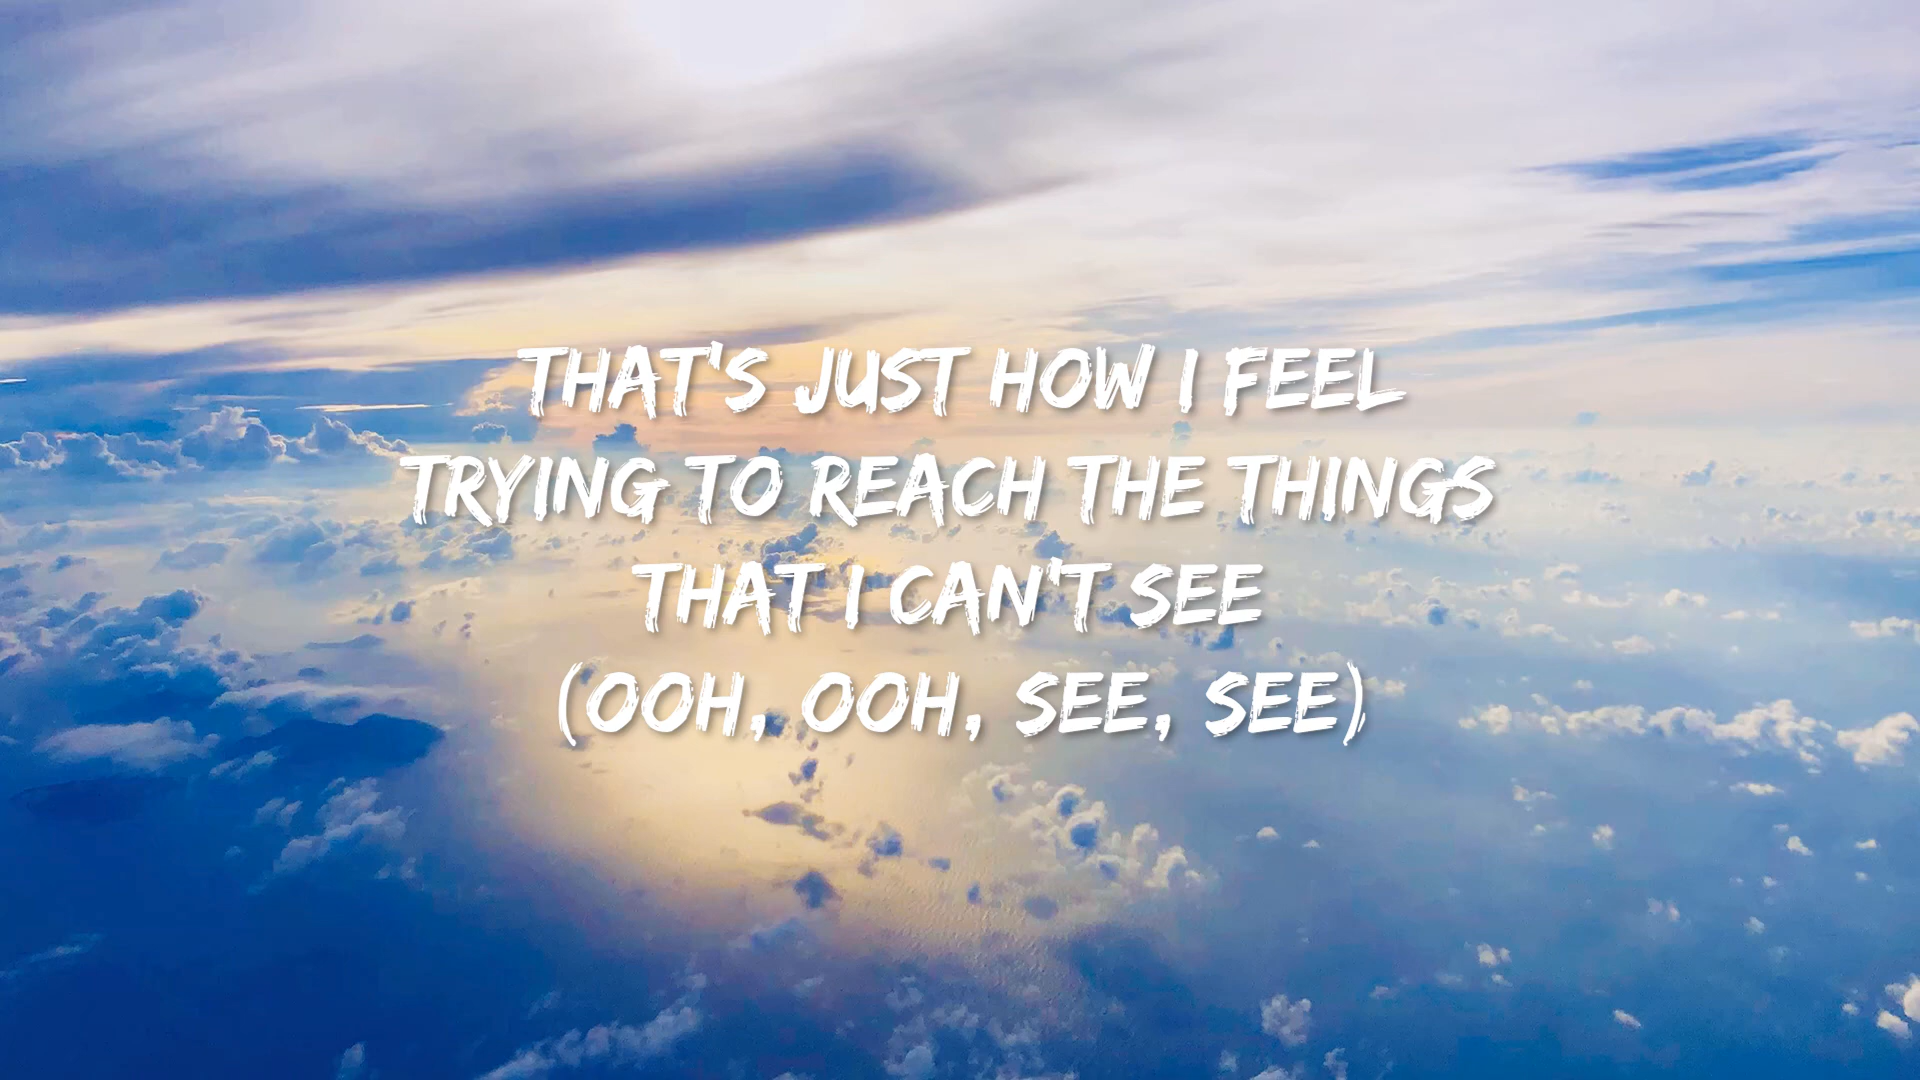 THAT'S JUST HOW I FEEL
TRYING TO REACH THE THINGS
THAT I CAN'T SEE
(OOH, OOH, SEE, SEE)